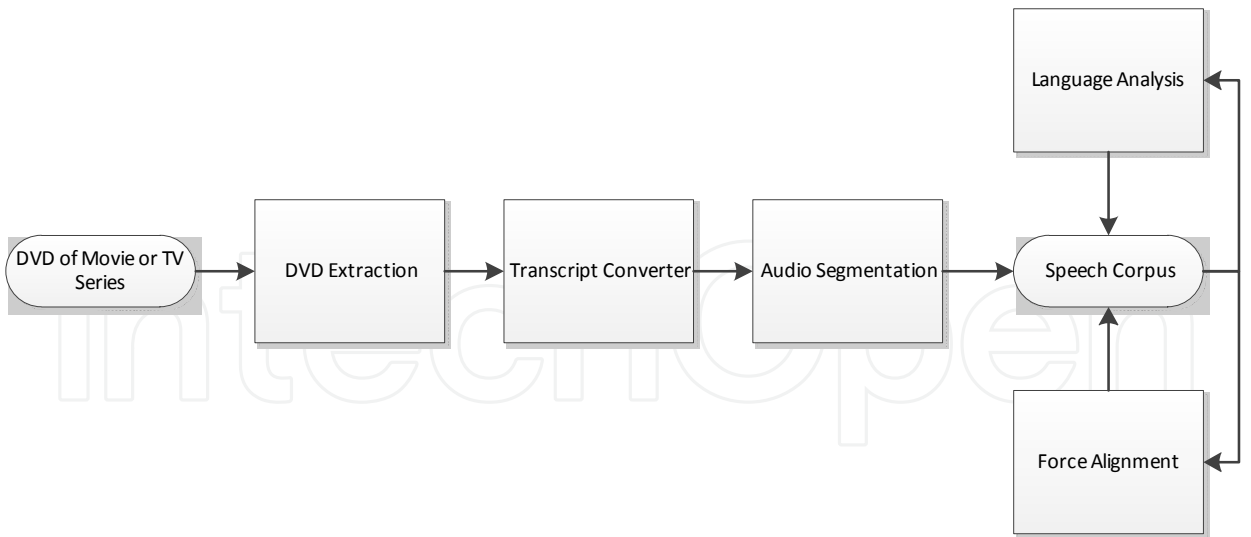 Language Analysis
DVD of Movie or TV
Series
DVD Extraction
Transcript Converter
Audio Segmentation
Speech Corpus
IntechOpen
Force Alignment